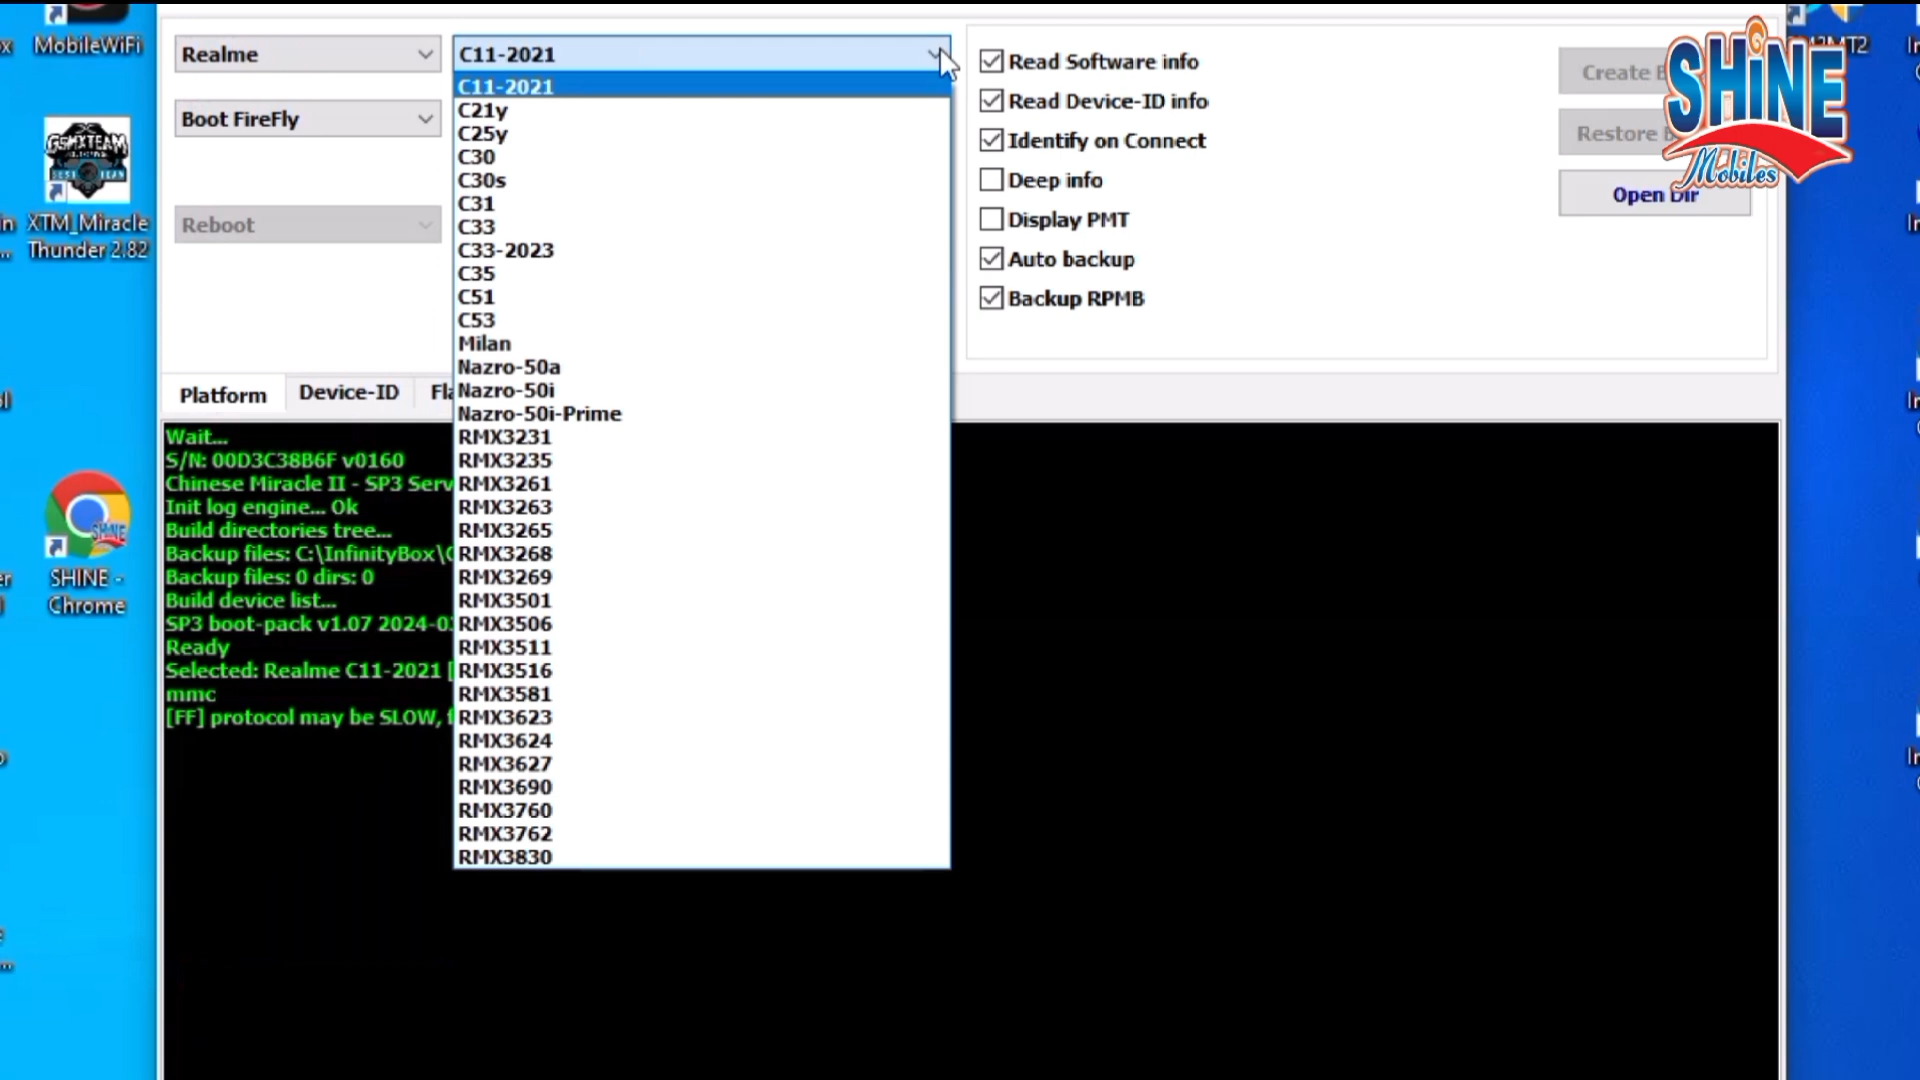 MobileWiFi
GSMXTEAM
XTM_Miracle
Thunder 2.82
SHINE -
Chrome
Realme
C11-2021
Boot FireFly
Reboot
C11-2021
C21y
C25y
C30
C30s
C31
C33
C33-2023
C35
C51
C53
Milan
Nazro-50a
Nazro-50i
Nazro-50i-Prime
RMX3231
RMX3235
RMX3261
RMX3263
RMX3265
RMX3268
RMX3269
RMX3501
RMX3506
RMX3511
RMX3516
RMX3581
RMX3623
RMX3624
RMX3627
RMX3690
RMX3760
RMX3762
RMX3830
Read Software info
Read Device-ID info
Identify on Connect
Deep info
Display PMT
Auto backup
Backup RPMB
Create
Restore
Open Dir
SHiNE
Mobiles
Platform
Device-ID
Wait...
S/N: 00D3C38B6F v0160
Chinese Miracle II - SP3 Serv
Init log engine... Ok
Build directories tree...
Backup files: C:\InfinityBox\
Backup files: 0 dirs: 0
Build device list...
SP3 boot-pack v1.07 2024-0
Ready
Selected: Realme C11-2021 [
mmc
[FF] protocol may be SLOW,